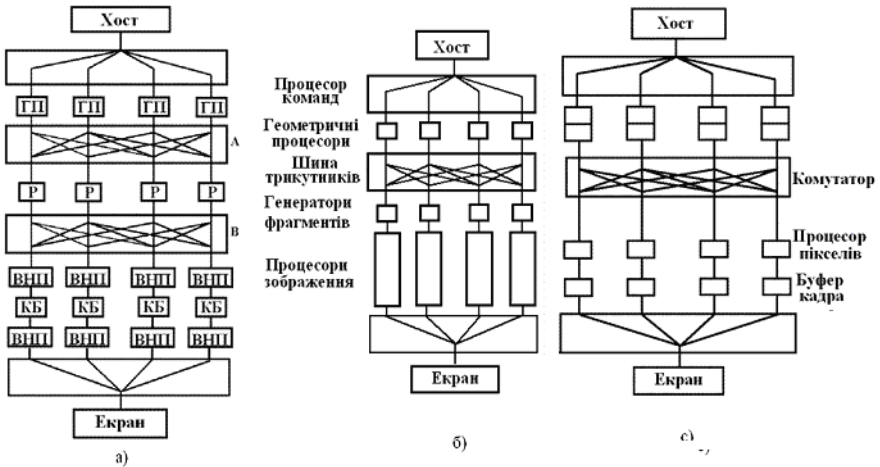 Хост
ГП ГП ГП ГП
A
Р Р Р Р
B
ВНП ВНП ВНП ВНП
КБ КБ КБ КБ
ВНП ВНП ВНП ВНП
Екран
а)
Хост
Процесор
команд
Геометричні
процесори
Шина
трикутників
Генератори
фрагментів
Процесори
зображення
Екран
б)
Хост
Комутатор
Процесор
пікселів
Буфер
кадра
Екран
с)